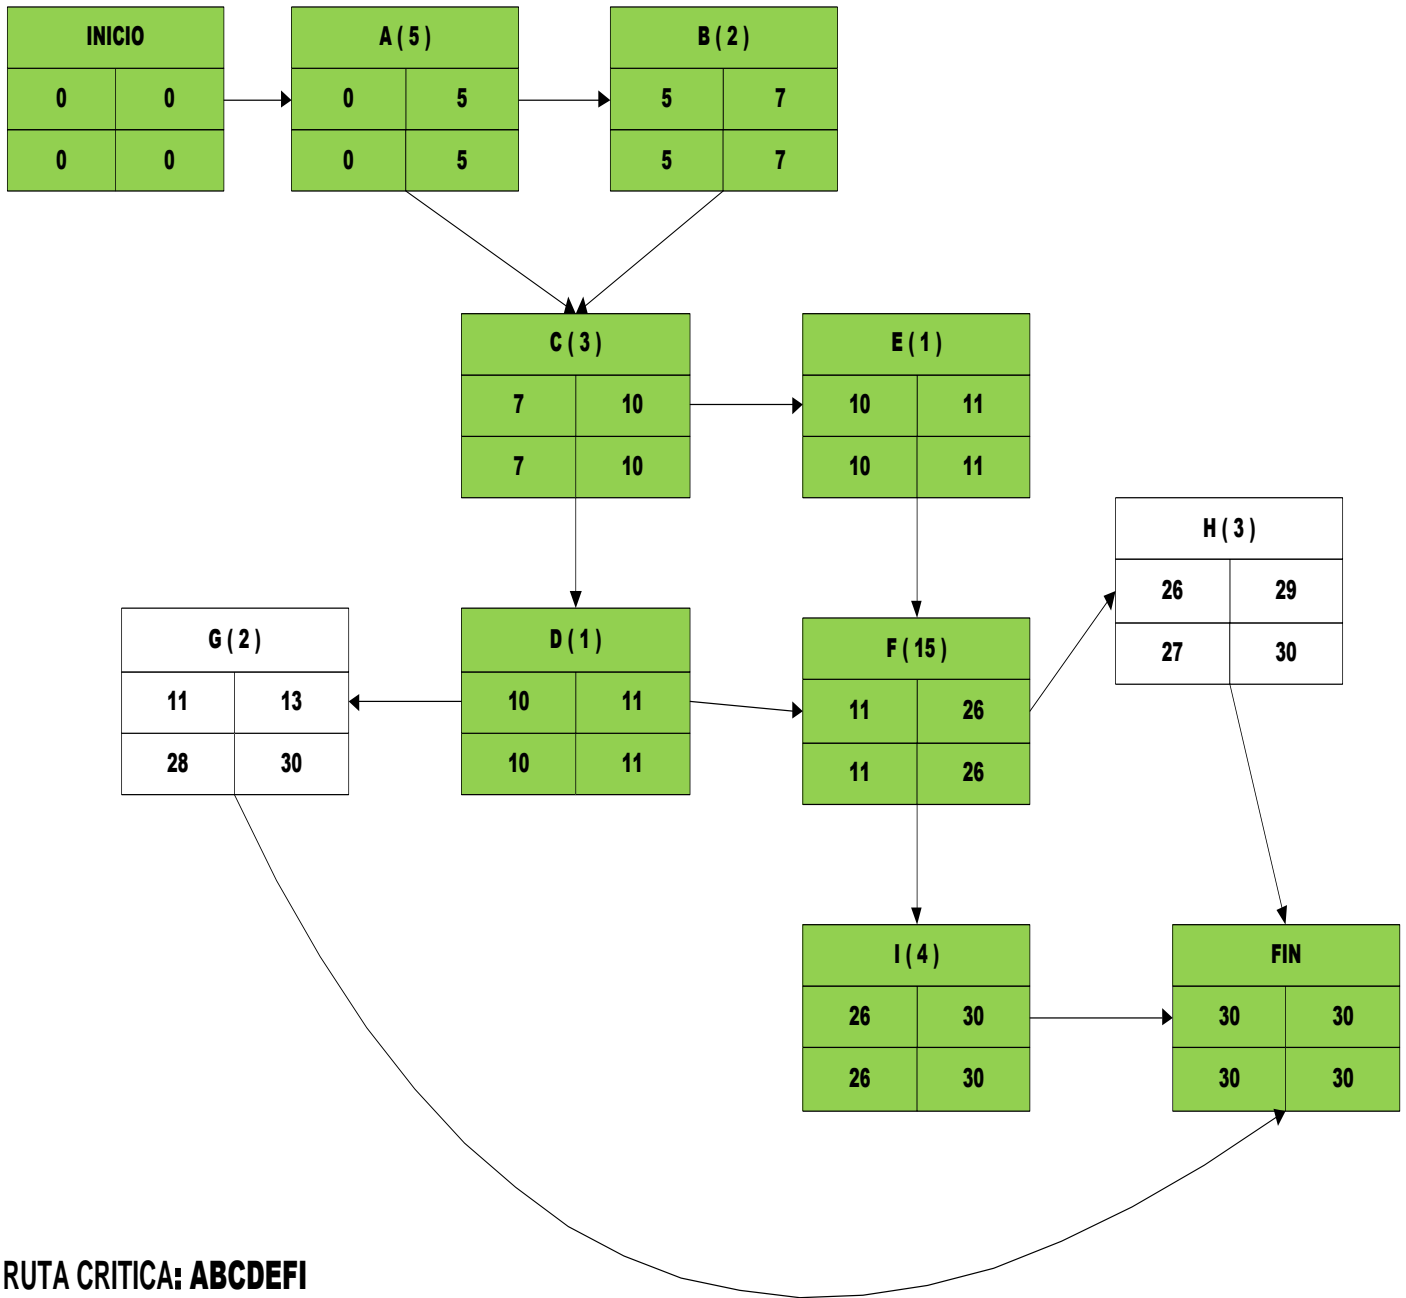 INICIO
0 0
0 0
A ( 5 )
0 5
0 5
B ( 2 )
5 7
5 7
C ( 3 )
7 10
7 10
E ( 1 )
10 11
10 11
H ( 3 )
26 29
27 30
G ( 2 )
11 13
28 30
D ( 1 )
10 11
10 11
F ( 15 )
11 26
11 26
I ( 4 )
26 30
26 30
FIN
30 30
30 30
RUTA CRITICA: ABCDEFI